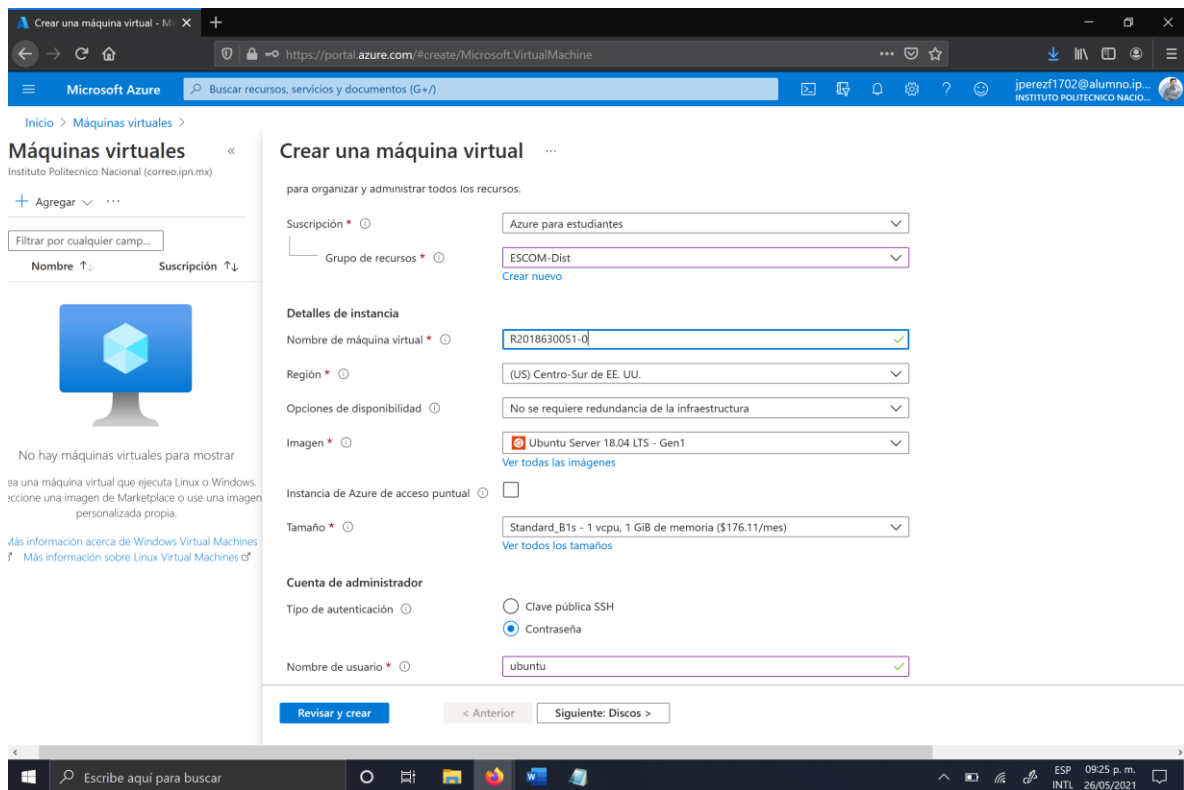 Crear una máquina virtual - Mi
https://portal.azure.com/#create/Microsoft.VirtualMachine
Microsoft Azure
Buscar recursos, servicios y documentos (G+/)
jperezf1702@alumno.ip...
INSTITUTO POLITECNICO NACIO...
Inicio > Máquinas virtuales >
Máquinas virtuales «
Instituto Politecnico Nacional (correo.ipn.mx)
+ Agregar ...
Filtrar por cualquier camp...
Nombre ↑↓ Suscripción ↑↓
No hay máquinas virtuales para mostrar
ea una máquina virtual que ejecuta Linux o Windows.
eccione una imagen de Marketplace o use una imagen
personalizada propia.
Más información acerca de Windows Virtual Machines
Más información sobre Linux Virtual Machines
Crear una máquina virtual ...
para organizar y administrar todos los recursos.
Suscripción * Azure para estudiantes
Grupo de recursos * ESCOM-Dist
Crear nuevo
Detalles de instancia
Nombre de máquina virtual * R2018630051-0
Región * (US) Centro-Sur de EE. UU.
Opciones de disponibilidad No se requiere redundancia de la infraestructura
Imagen * Ubuntu Server 18.04 LTS - Gen1
Ver todas las imágenes
Instancia de Azure de acceso puntual
Tamaño * Standard_B1s - 1 vcpu, 1 GiB de memoria ($176.11/mes)
Ver todos los tamaños
Cuenta de administrador
Tipo de autenticación Clave pública SSH
Contraseña
Nombre de usuario * ubuntu
Revisar y crear < Anterior Siguiente: Discos >
Escribe aquí para buscar
ESP 09:25 p. m.
INTL 26/05/2021